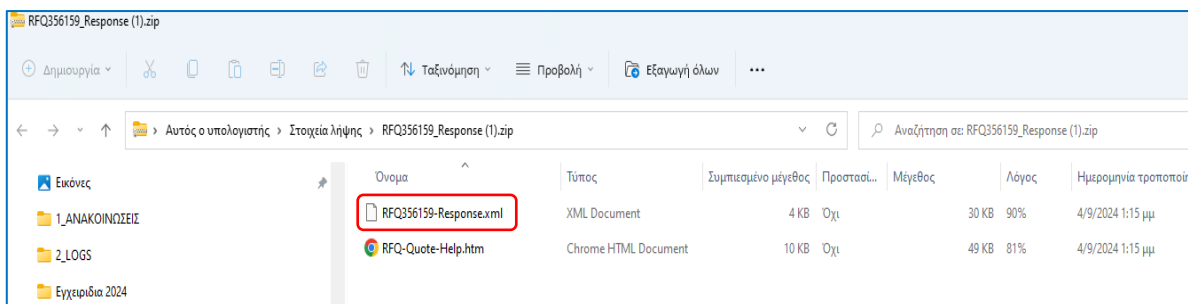 RFQ356159_Response (1).zip
Δημιουργία Ταξινόμηση Προβολή Εξαγωγή όλων ...
Αυτός ο υπολογιστής > Στοιχεία λήψης > RFQ356159_Response (1).zip Αναζήτηση σε: RFQ356159_Response (1).zip
Εικόνες Όνομα Τύπος Συμπιεσμένο μέγεθος Προστασί... Μέγεθος Λόγος Ημερομηνία τροποποίη
1_ΑΝΑΚΟΙΝΩΣΕΙΣ RFQ356159-Response.xml XML Document 4 KB Όχι 30 KB 90% 4/9/2024 1:15 μμ
2_LOGS RFQ-Quote-Help.htm Chrome HTML Document 10 KB Όχι 49 KB 81% 4/9/2024 1:15 μμ
Εγχειριδια 2024